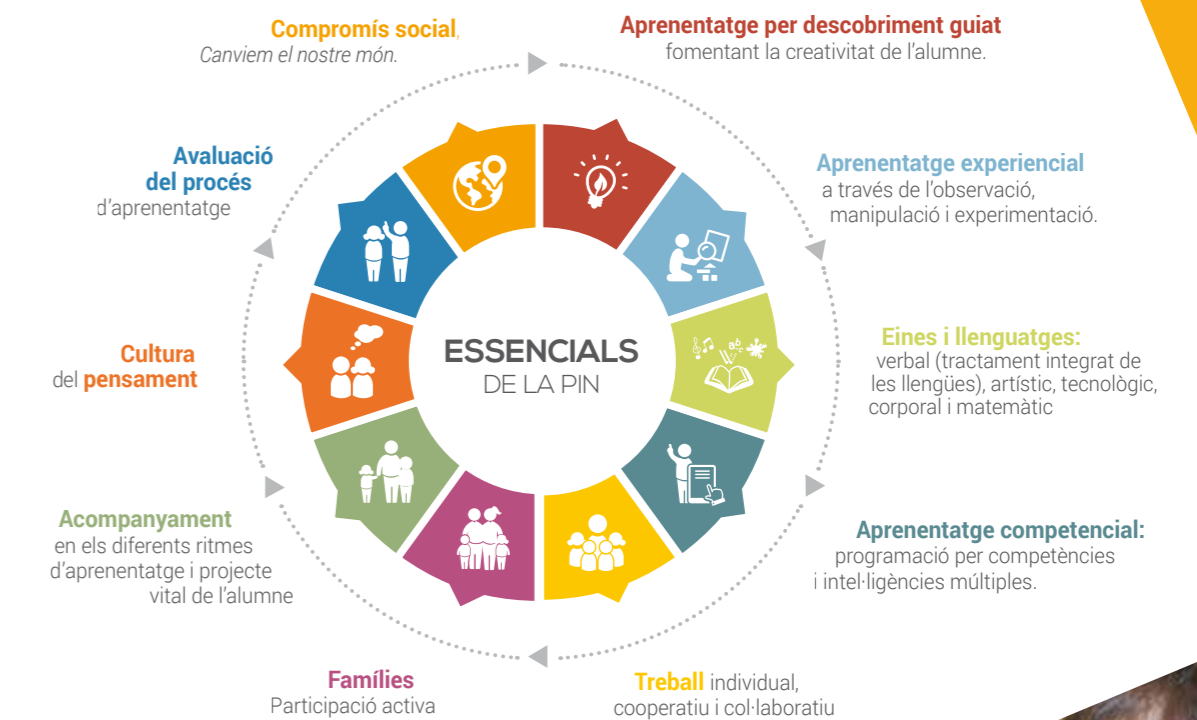 Compromís social,
Canviem el nostre món.
Aprenentatge per descobriment guiat
fomentant la creativitat de l'alumne.
Aprenentatge experiencial
a través de l'observació,
manipulació i experimentació.
Eines i llenguatges:
verbal (tractament integrat de
les llengües), artístic, tecnològic,
corporal i matemàtic
Aprenentatge competencial:
programació per competències
i intel·ligències múltiples.
Treball individual,
cooperatiu i col·laboratiu
Famílies
Participació activa
Acompanyament
en els diferents ritmes
d'aprenentatge i projecte
vital de l'alumne
Cultura
del pensament
Avaluació
del procés
d'aprenentatge
ESSENCIALS
DE LA PIN